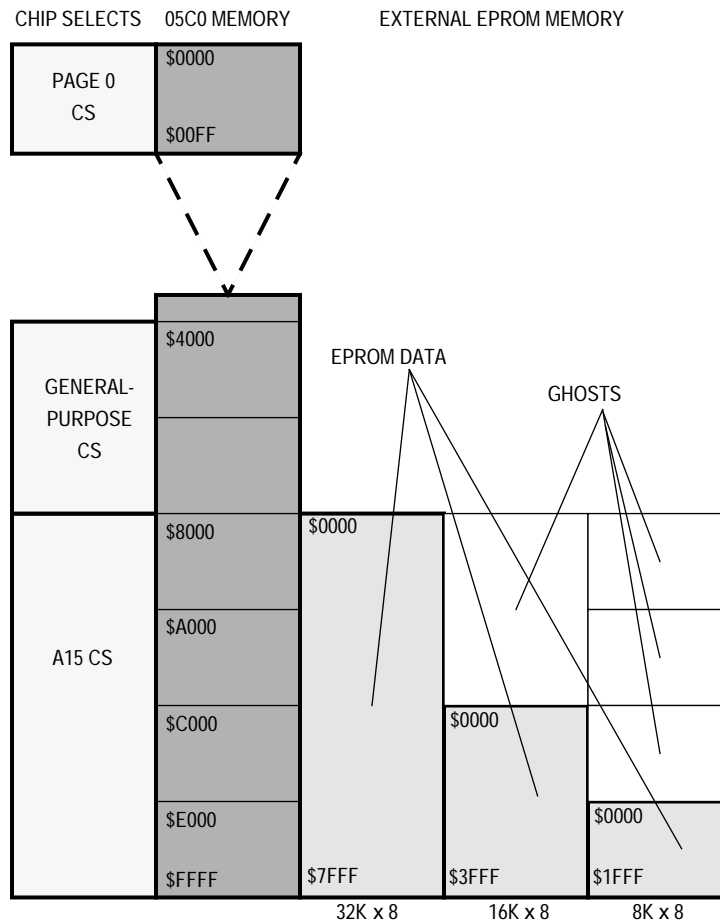 CHIP SELECTS
05C0 MEMORY
EXTERNAL EPROM MEMORY
PAGE 0
CS
$0000
$00FF
GENERAL-
PURPOSE
CS
$4000
EPROM DATA
GHOSTS
A15 CS
$8000
$A000
$C000
$E000
$FFFF
$0000
$7FFF
$0000
$3FFF
$0000
$1FFF
32K x 8
16K x 8
8K x 8